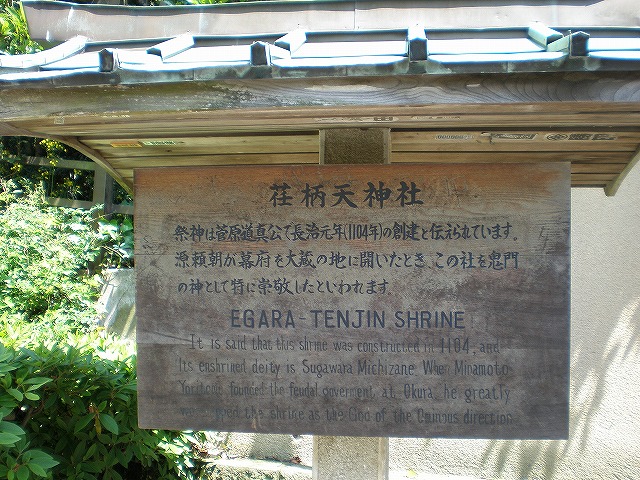 荏柄天神社
祭神は菅原道真公で長治元年(1104年)の創建と伝えられています。
源頼朝が幕府を大蔵の地に開いたとき、この社を鬼門
の神として特に崇敬したといわれます。
EGARA-TENJIN SHRINE
It is said that this shrine was constructed in 1104, and
Its enshrined deity is Sugawara Michizane. When Minamoto
Yoritomo founded the feudal goverment at Okura, he greatly
the shrine as the God of the Ominous direction